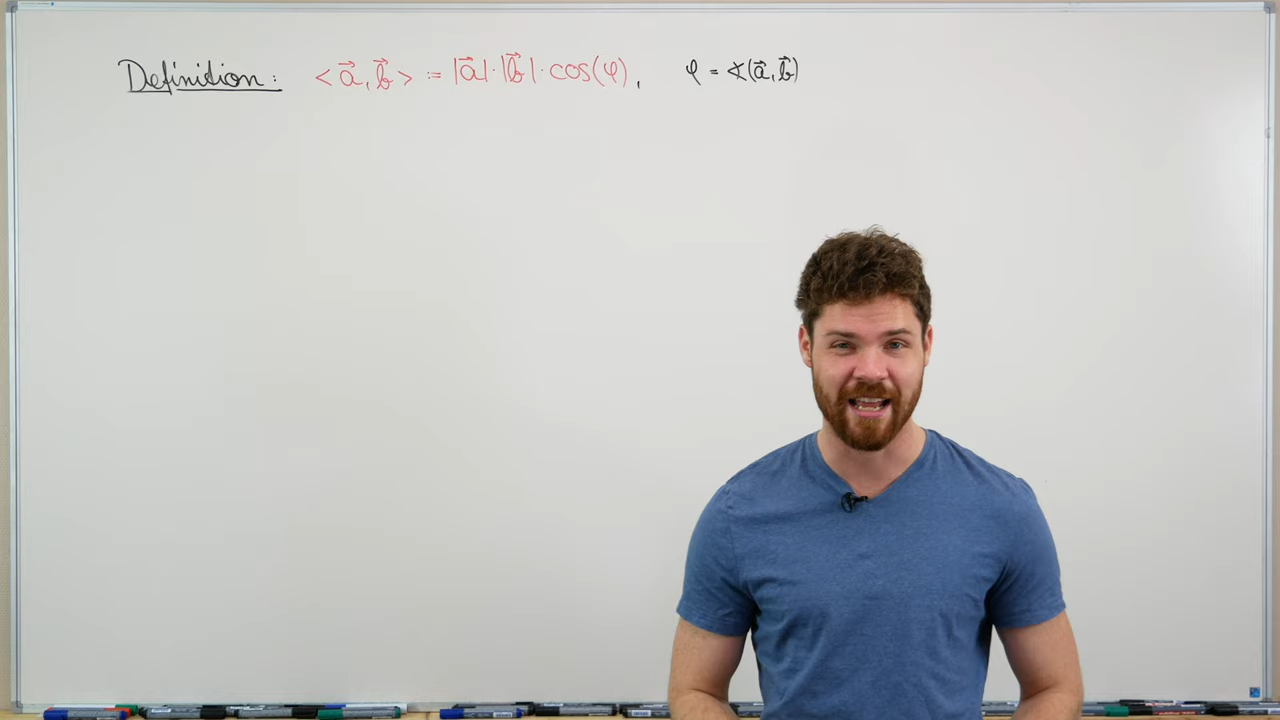 Definition: <a⃗, b⃗> := |a⃗|·|b⃗|·cos(φ), φ = ∢(a⃗, b⃗)